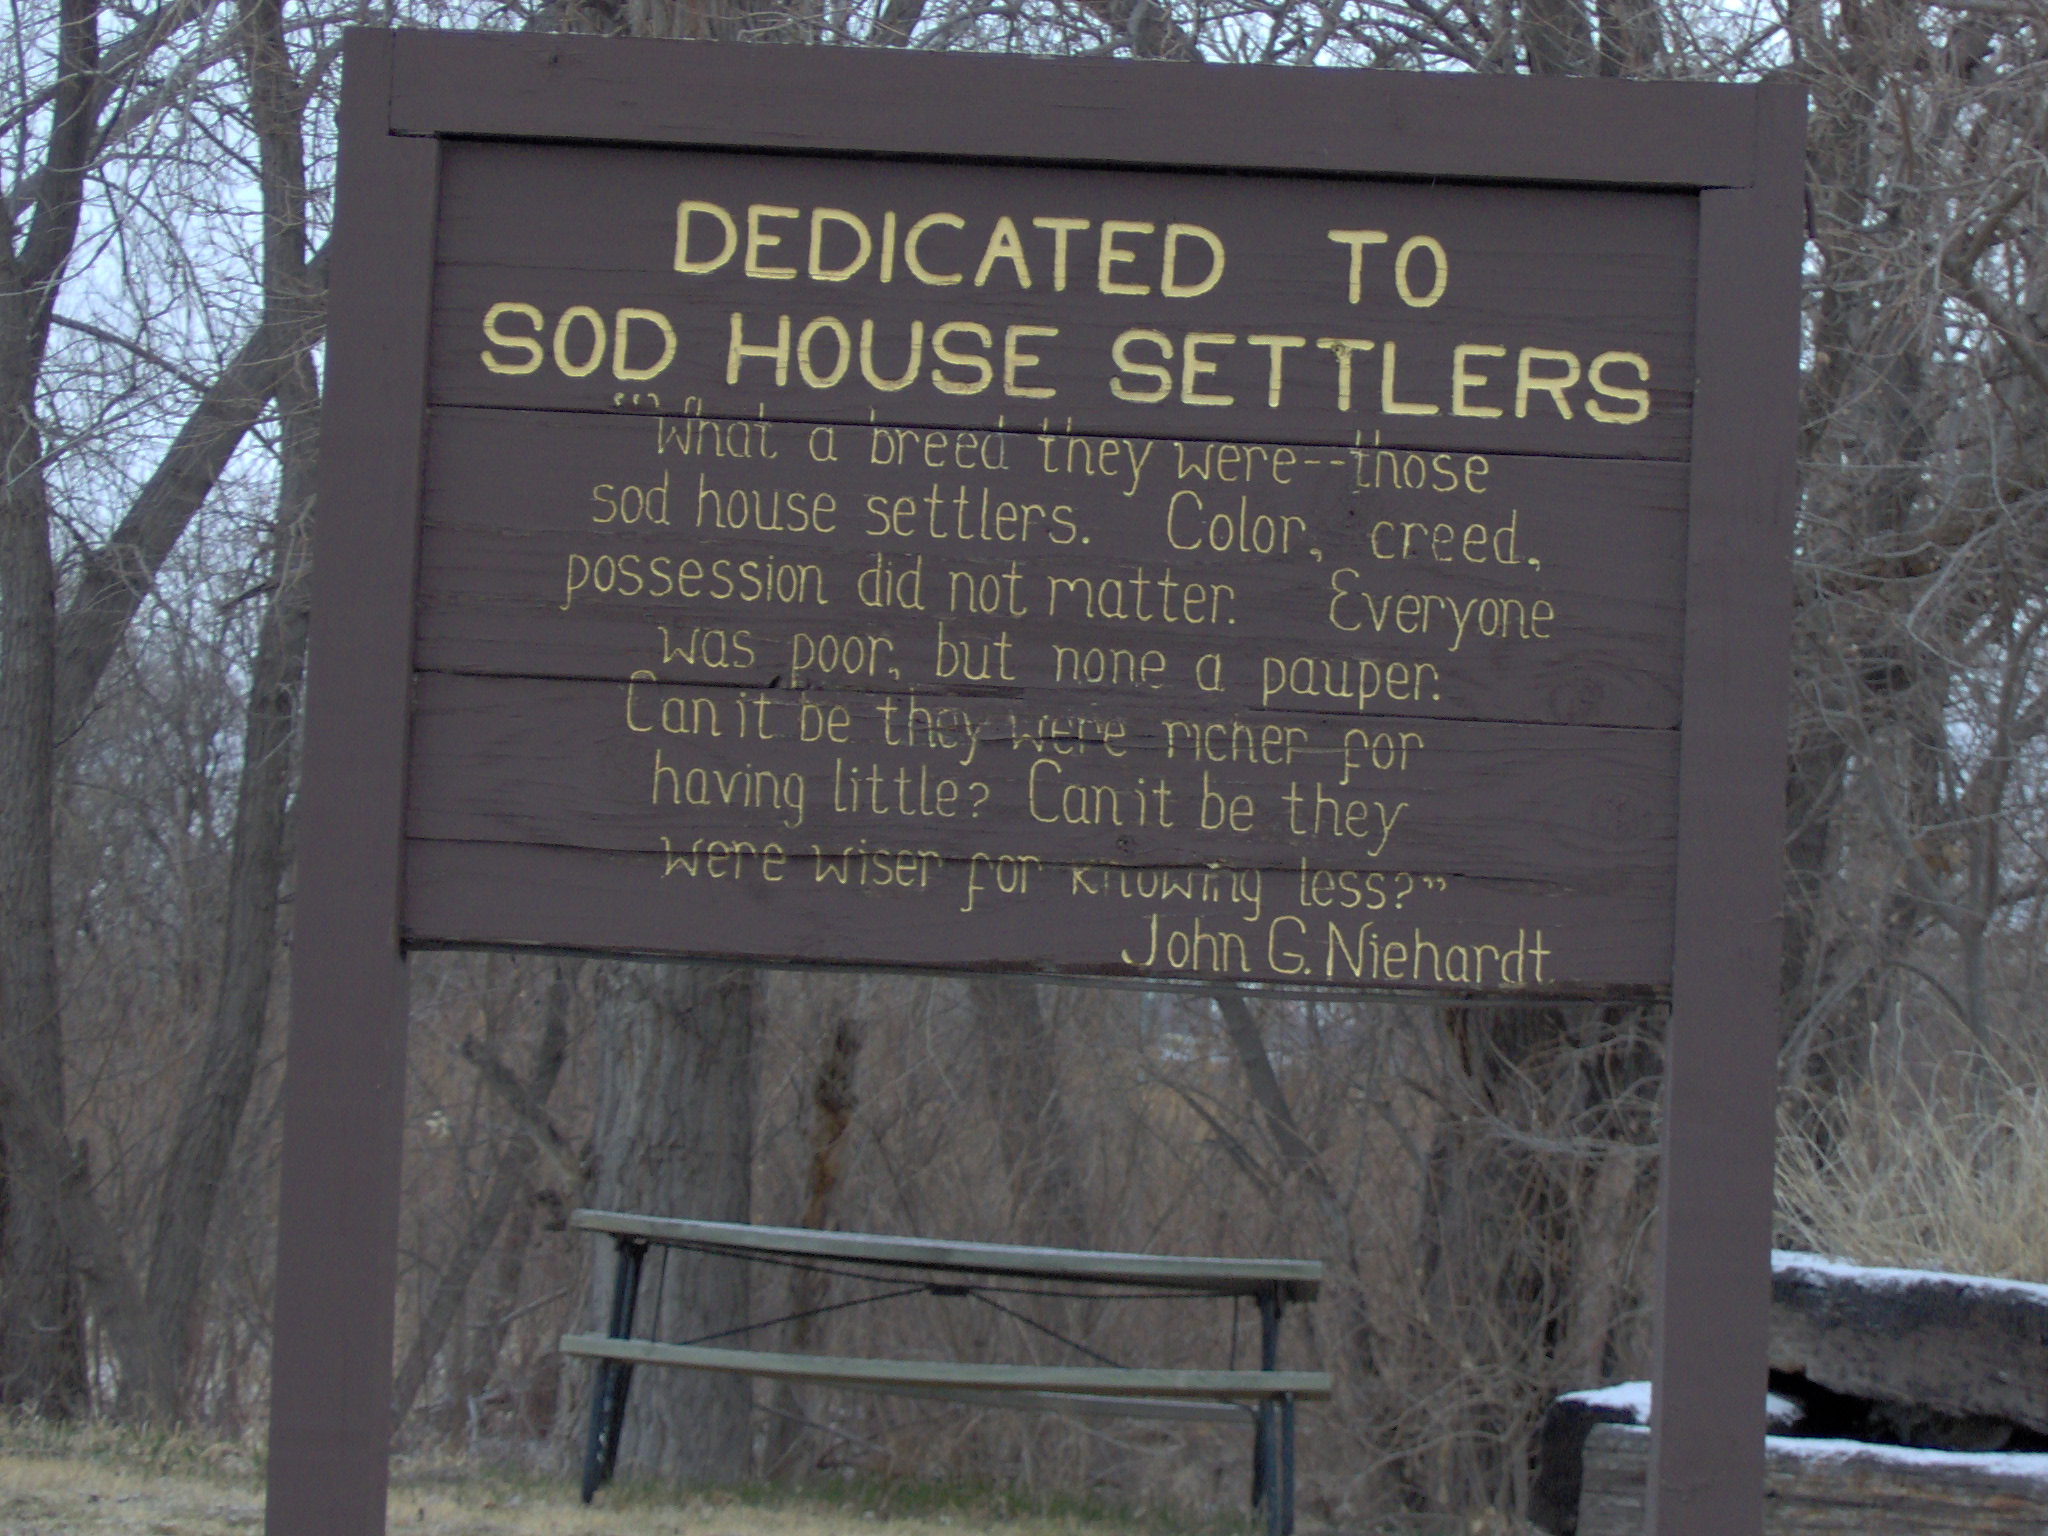 DEDICATED TO
SOD HOUSE SETTLERS
"'What a breed they were--those
sod house settlers. Color, creed,
possession did not matter. Everyone
was poor, but none a pauper.
Can it be they were richer for
having little? Can it be they
were wiser for knowing less?"
John G. Niehardt